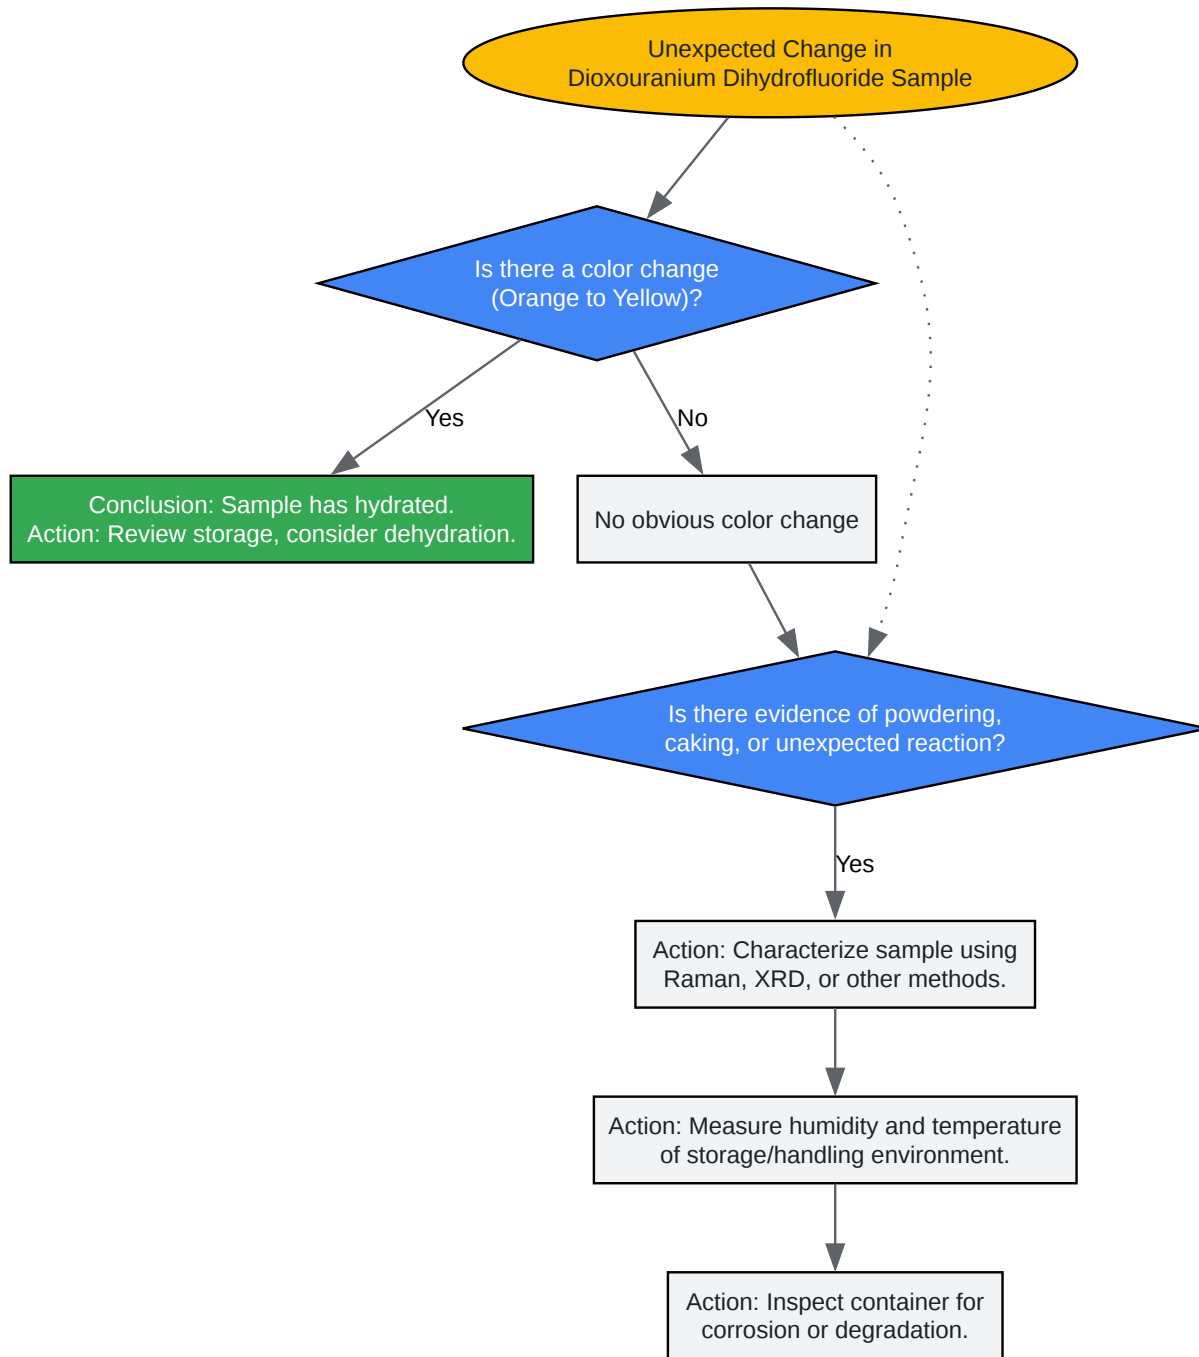 Unexpected Change in
Dioxouranium Dihydrofluoride Sample
Is there a color change
(Orange to Yellow)?
Yes
No
Conclusion: Sample has hydrated.
Action: Review storage, consider dehydration.
No obvious color change
Is there evidence of powdering,
caking, or unexpected reaction?
Yes
Action: Characterize sample using
Raman, XRD, or other methods.
Action: Measure humidity and temperature
of storage/handling environment.
Action: Inspect container for
corrosion or degradation.